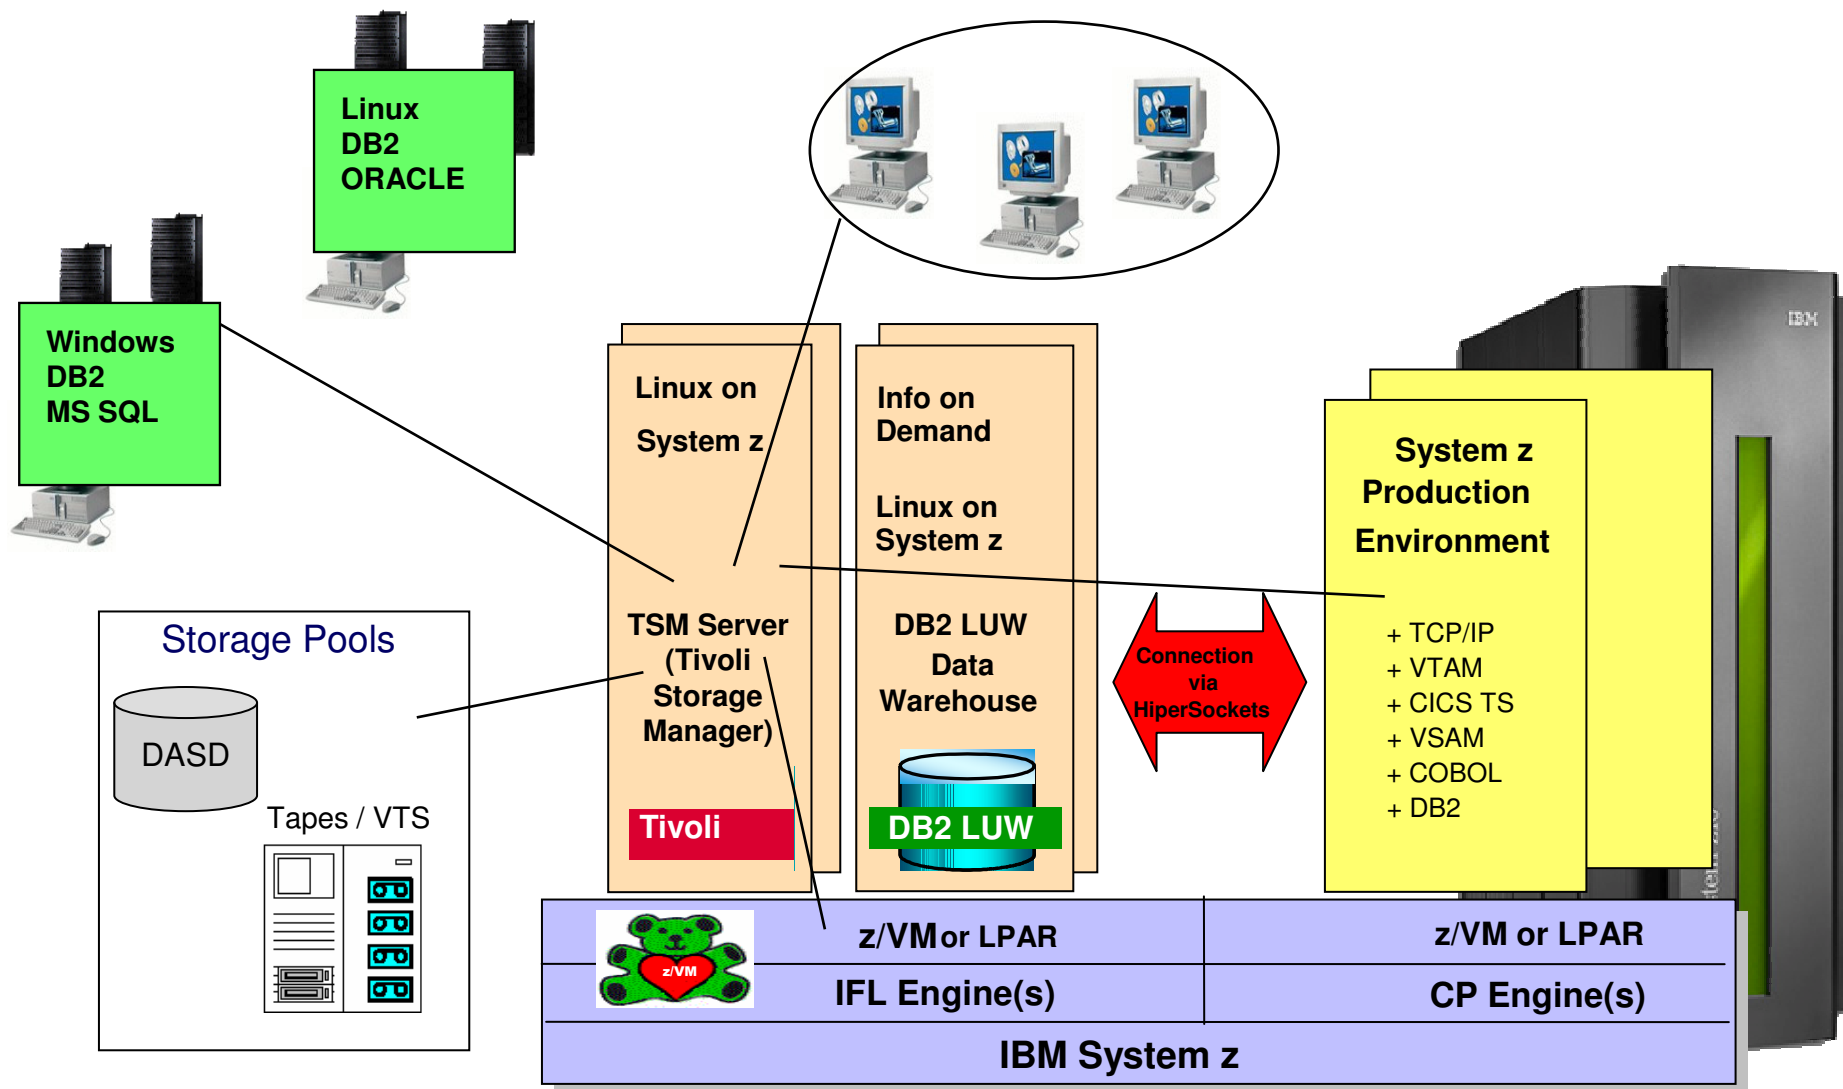 Linux
DB2
ORACLE
Windows
DB2
MS SQL
IBM
Linux on
System z
TSM Server
(Tivoli
Storage
Manager)
Tivoli
Info on
Demand
Linux on
System z
DB2 LUW
Data
Warehouse
DB2 LUW
Connection
via
HiperSockets
System z
Production
Environment
+ TCP/IP
+ VTAM
+ CICS TS
+ VSAM
+ COBOL
+ DB2
Storage Pools
DASD
Tapes / VTS
z/VM
z/VM or LPAR
z/VM or LPAR
IFL Engine(s)
CP Engine(s)
IBM System z